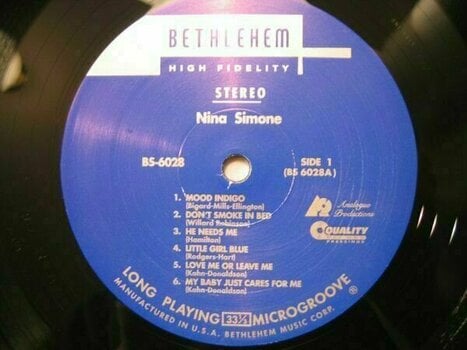 BETHLEHEM
HIGH FIDELITY
STEREO
Nina Simone
BS-6028
SIDE 1
(BS 6028A)
1. MOOD INDIGO
(Bigard-Mills-Ellington)
2. DON'T SMOKE IN BED
(Willard Robinson)
3. HE NEEDS ME
(Hamilton)
4. LITTLE GIRL BLUE
(Rodgers-Hart)
5. LOVE ME OR LEAVE ME
(Kahn-Donaldson)
6. MY BABY JUST CARES FOR ME
(Kahn-Donaldson)
Analogue
Productions
QUALITY
PRESSINGS
LONG PLAYING 33⅓ MICROGROOVE
MANUFACTURED IN U.S.A. BETHLEHEM MUSIC CORP.